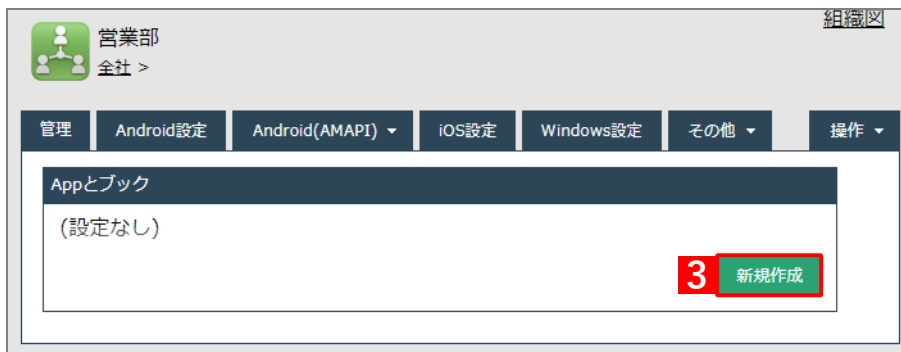 組織図
営業部
全社 >
管理 Android設定 Android(AMAPI) ▼ iOS設定 Windows設定 その他 ▼ 操作 ▼
Appとブック
(設定なし)
3 新規作成